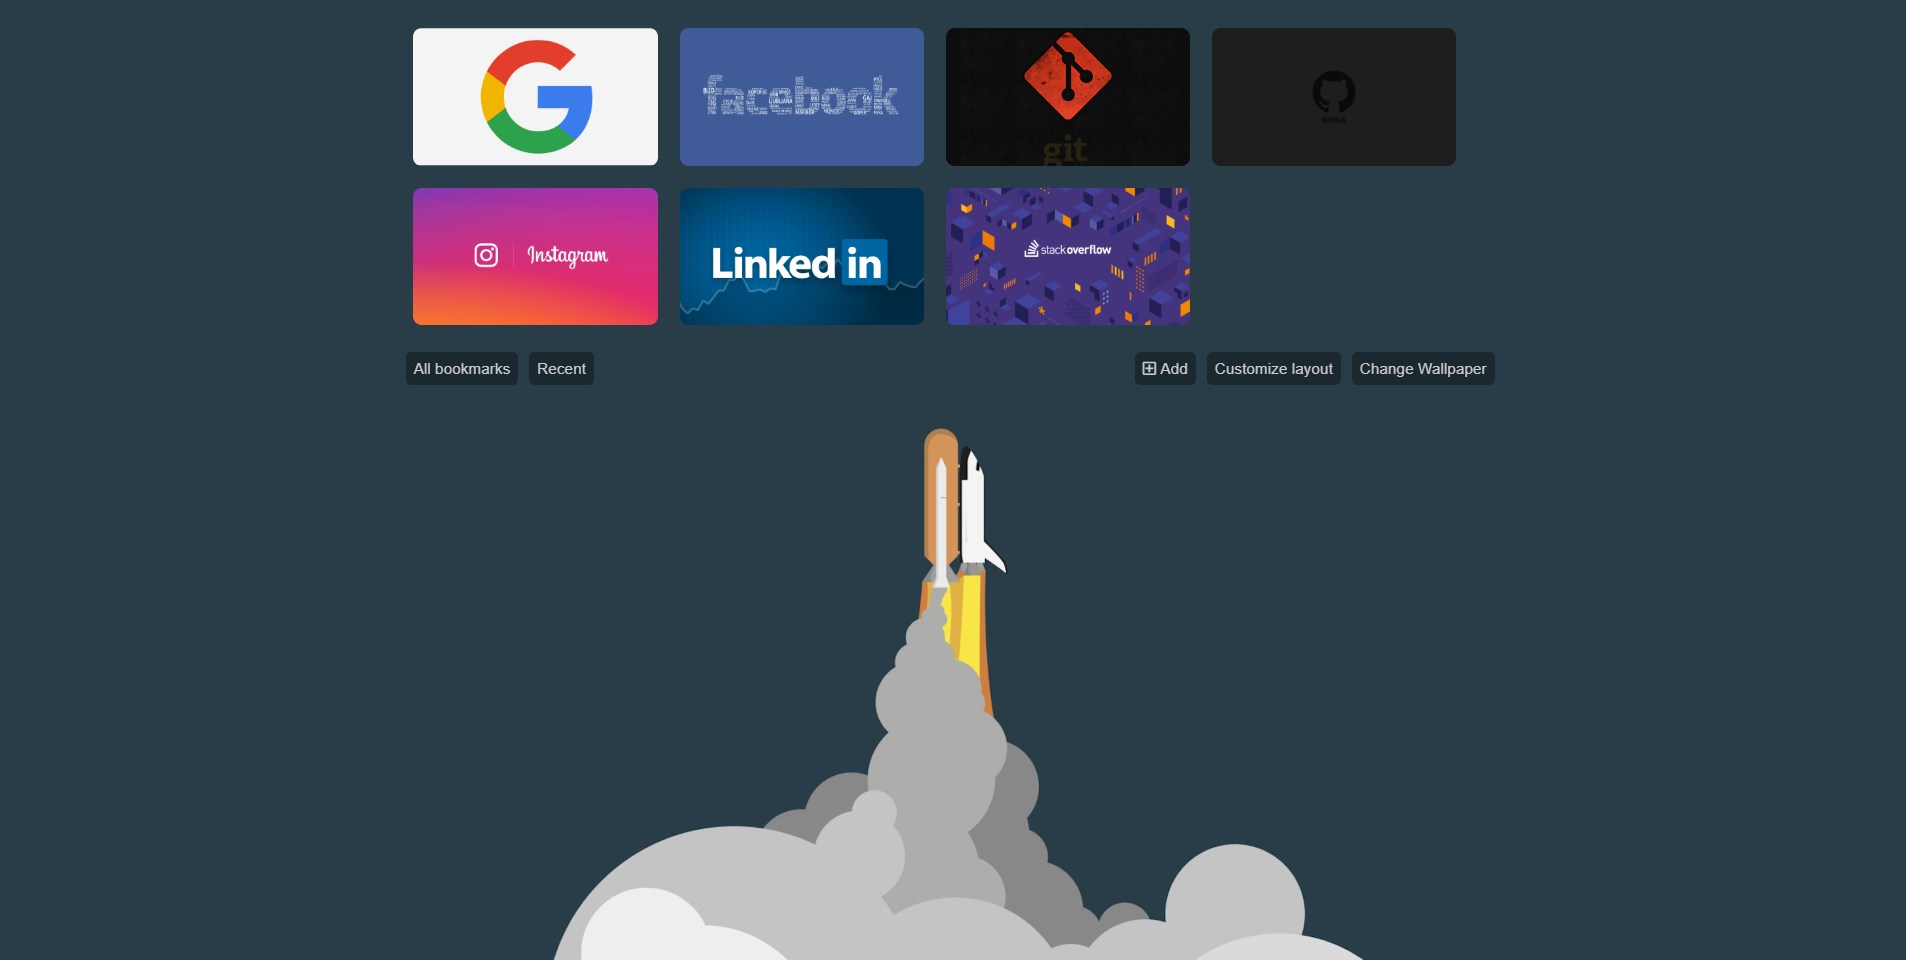 facebook
git
GitHub
Instagram
Linked in
stackoverflow
All bookmarks
Recent
Add
Customize layout
Change Wallpaper